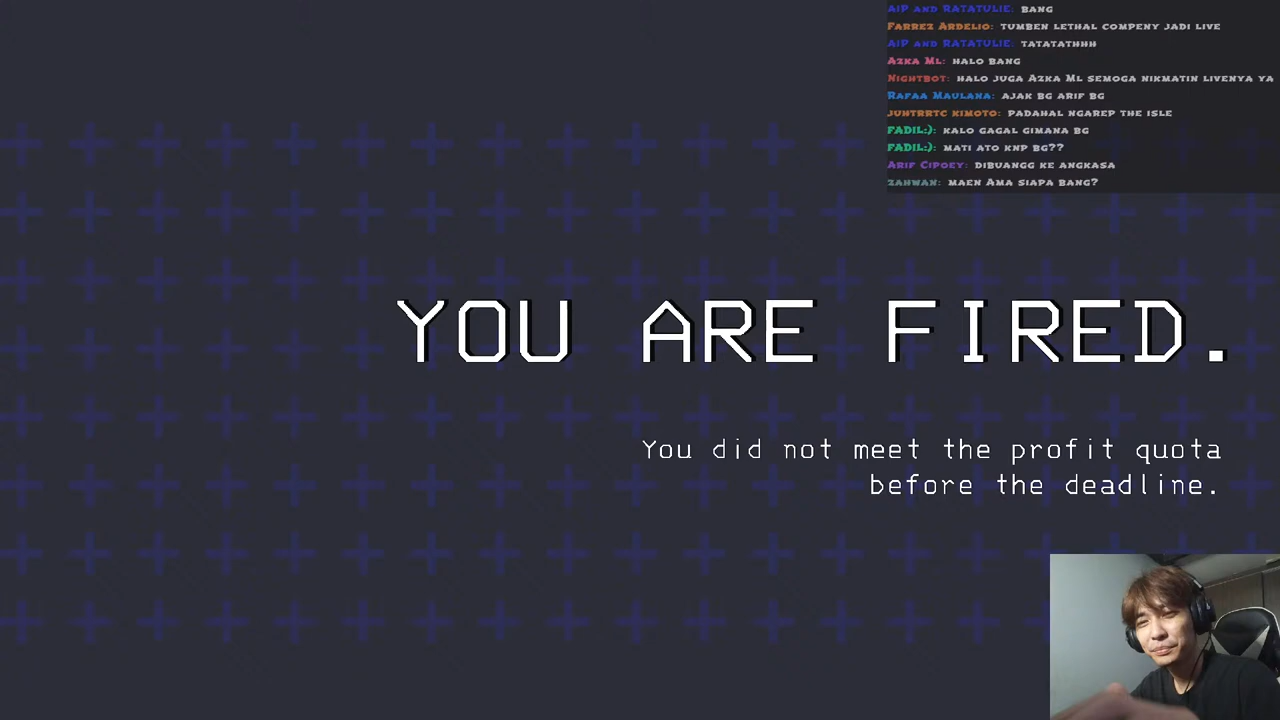 AIP AND RATATULIE: BANG
FARREZ ARDELIO: TUMBEN LETHAL COMPENY JADI LIVE
AIP AND RATATULIE: TATATATHHH
AZKA ML: HALO BANG
NIGHTBOT: HALO JUGA AZKA ML SEMOGA NIKMATIN LIVENYA YA
RAFAA MAULANA: AJAK BG ARIF BG
JUHTRRTC KIMOTO: PADAHAL NGAREP THE ISLE
FADIL:): KALO GAGAL GIMANA BG
FADIL:): MATI ATO KNP BG??
ARIF CIPOEY: DIBUANGG KE ANGKASA
ZAHWAN: MAEN AMA SIAPA BANG?
YOU ARE FIRED.
You did not meet the profit quota
before the deadline.